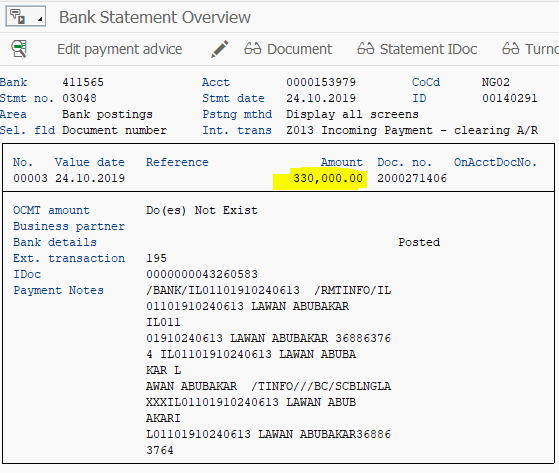 Bank Statement Overview
Edit payment advice Document Statement IDoc Turno
Bank 411565 Acct 0000153979 CoCd NG02
Stmt no. 03048 Stmt date 24.10.2019 ID 00140291
Area Bank postings Pstng mthd Display all screens
Sel. fld Document number Int. trans Z013 Incoming Payment - clearing A/R
No. Value date Reference Amount Doc. no. OnAcctDocNo.
00003 24.10.2019 330,000.00 2000271406
OCMT amount Do(es) Not Exist
Business partner
Bank details Posted
Ext. transaction 195
IDoc 0000000043260583
Payment Notes /BANK/IL01101910240613 /RMTINFO/IL
01101910240613 LAWAN ABUBAKAR
IL011
01910240613 LAWAN ABUBAKAR 36886376
4 IL01101910240613 LAWAN ABUBA
KAR L
AWAN ABUBAKAR /TINFO///BC/SCBLNGLA
XXXIL01101910240613 LAWAN ABUB
AKARI
L01101910240613 LAWAN ABUBAKAR36886
3764